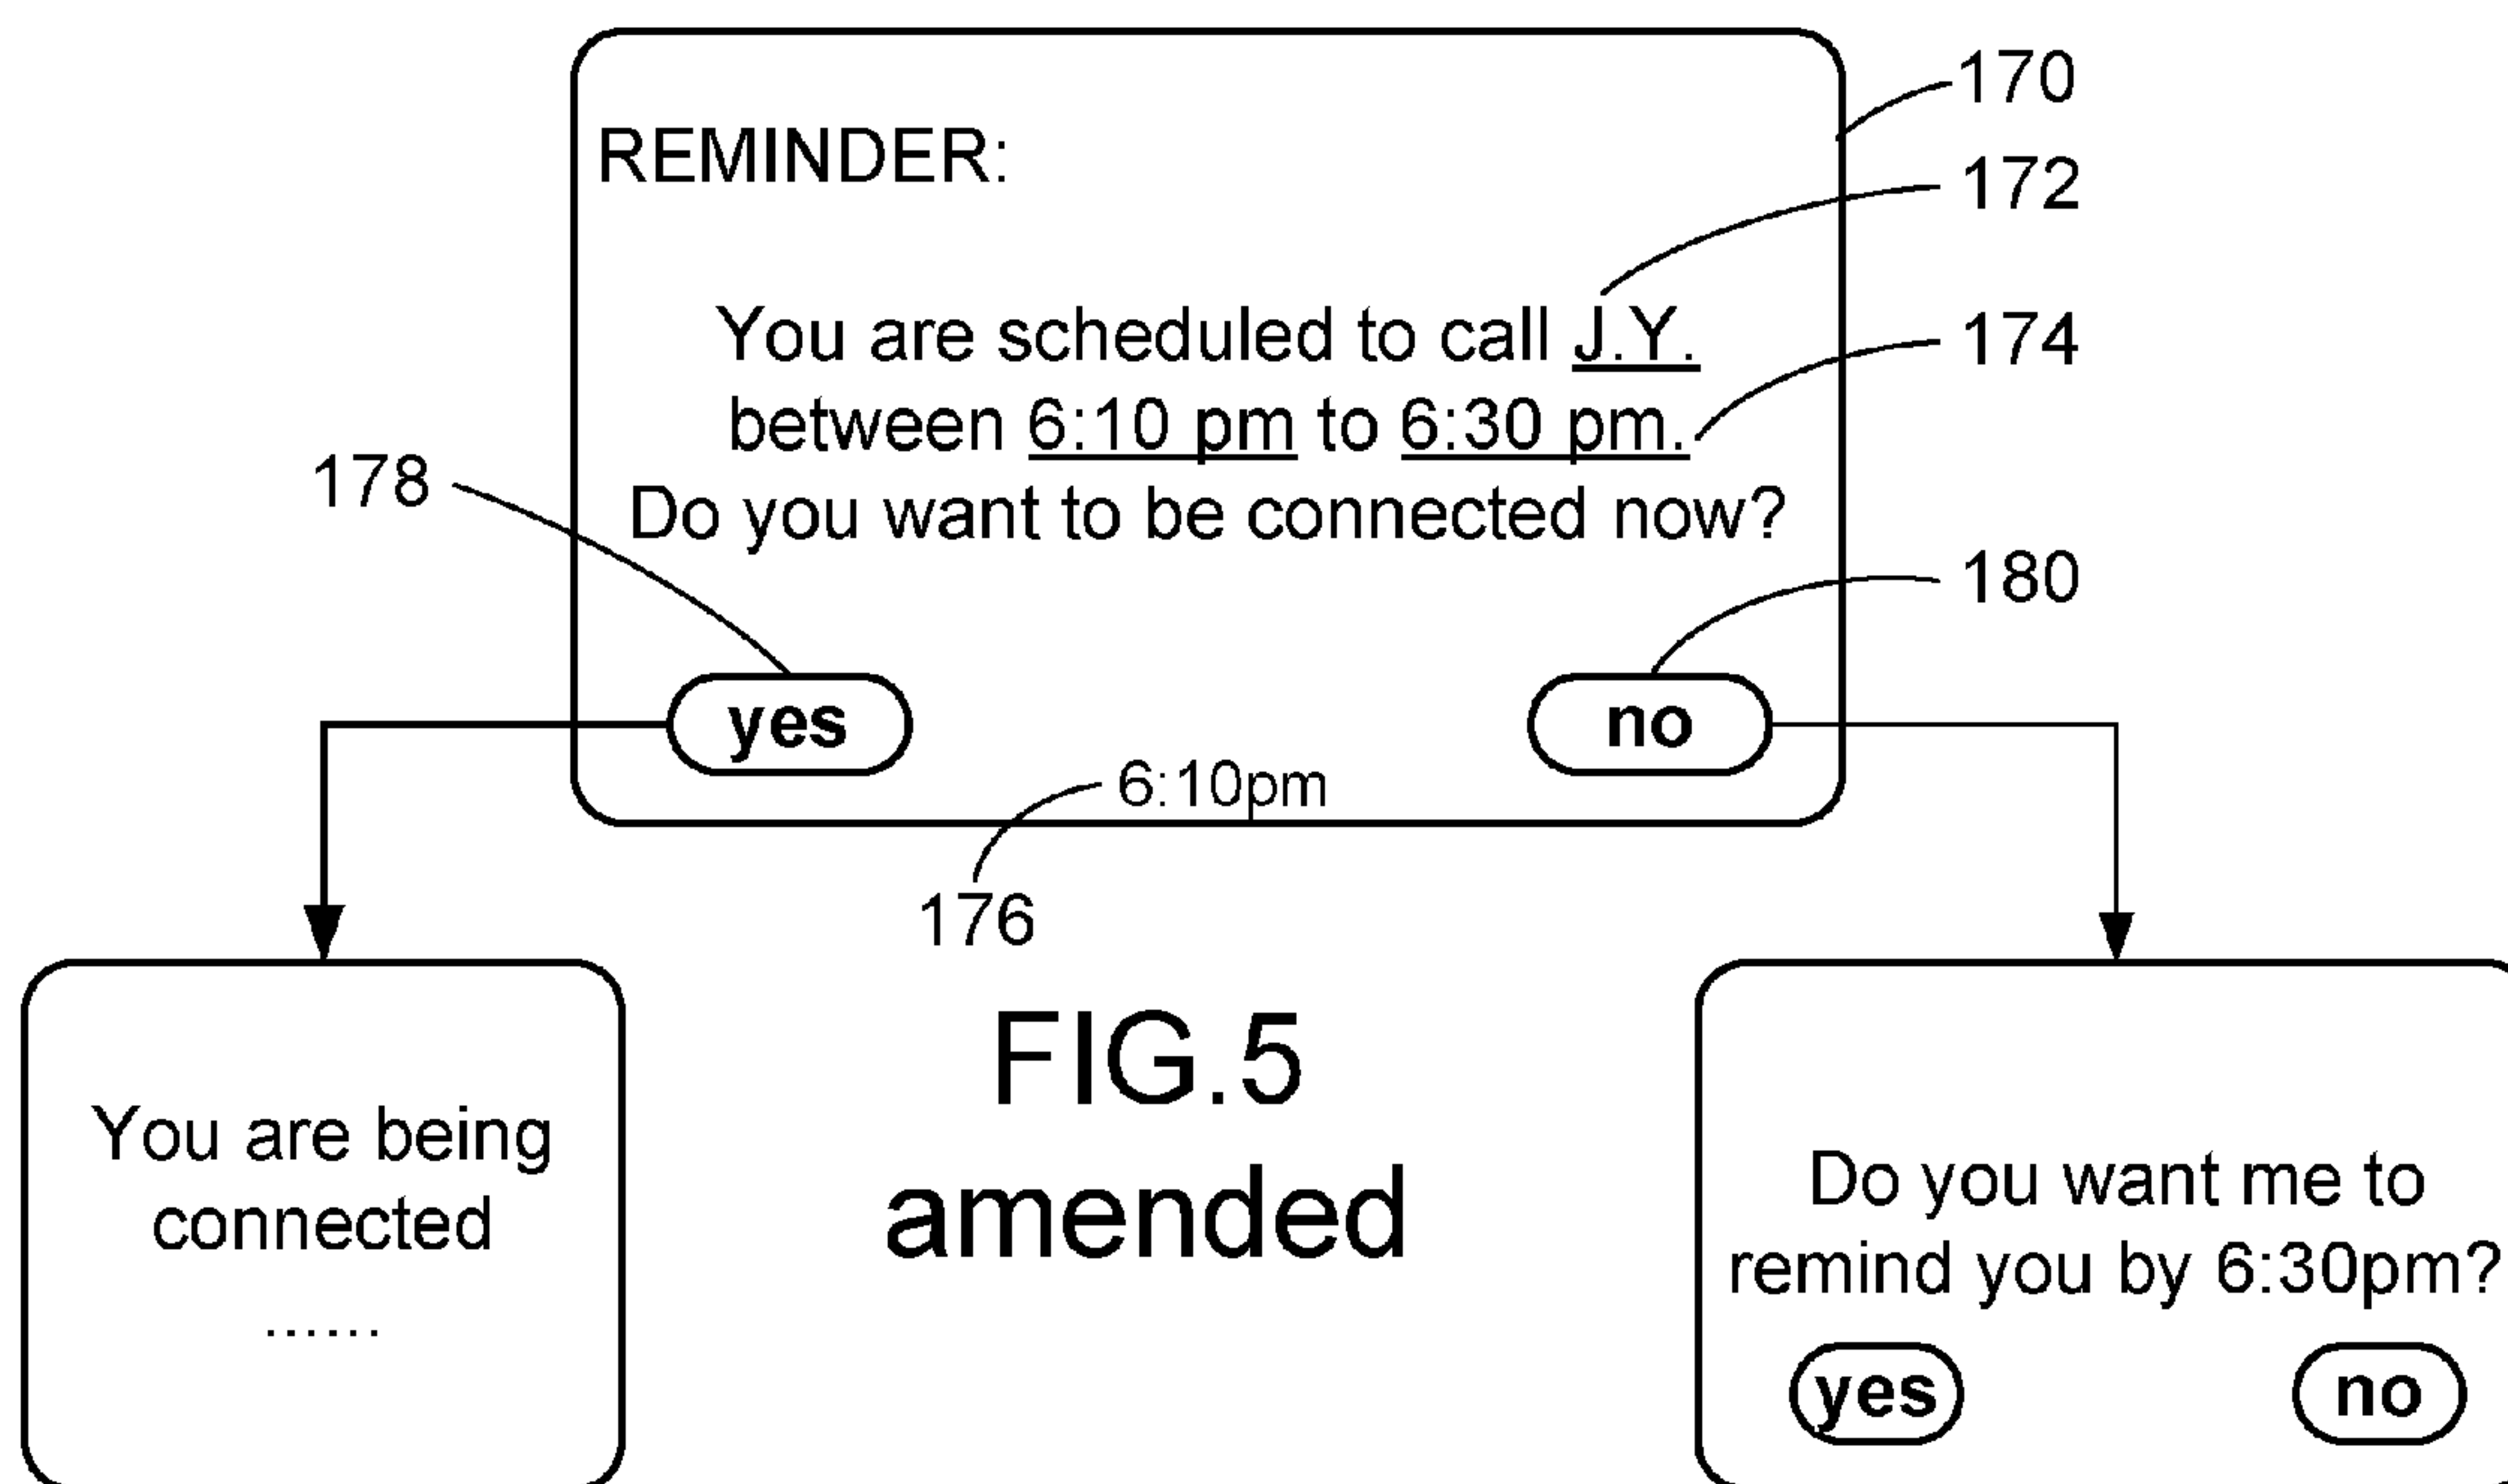 170
REMINDER:
172
You are scheduled to call J.Y.
174
between 6:10 pm to 6:30 pm.
178
Do you want to be connected now?
180
yes
no
6:10pm
176
FIG.5
amended
You are being
connected
......
Do you want me to
remind you by 6:30pm?
yes
no